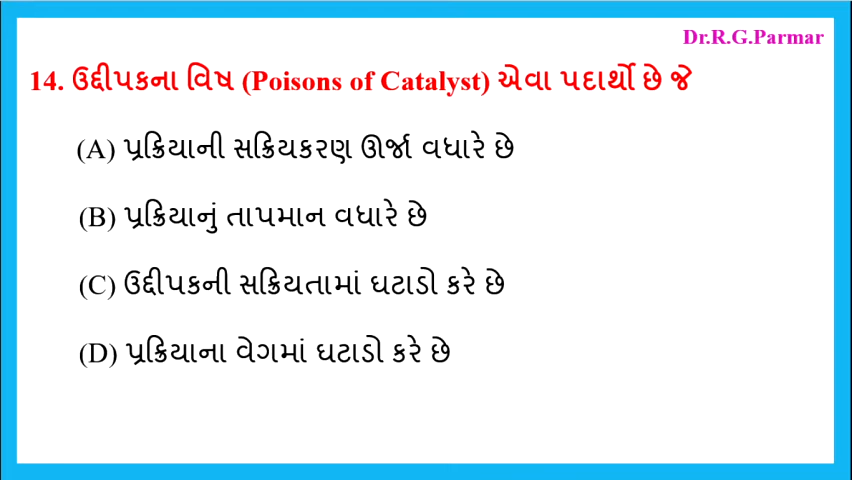 Dr.R.G.Parmar
14. ઉદ્દીપકના વિષ (Poisons of Catalyst) એવા પદાર્થો છે જે
(A) પ્રક્રિયાની સક્રિયકરણ ઊર્જા વધારે છે
(B) પ્રક્રિયાનું તાપમાન વધારે છે
(C) ઉદ્દીપકની સક્રિયતામાં ઘટાડો કરે છે
(D) પ્રક્રિયાના વેગમાં ઘટાડો કરે છે